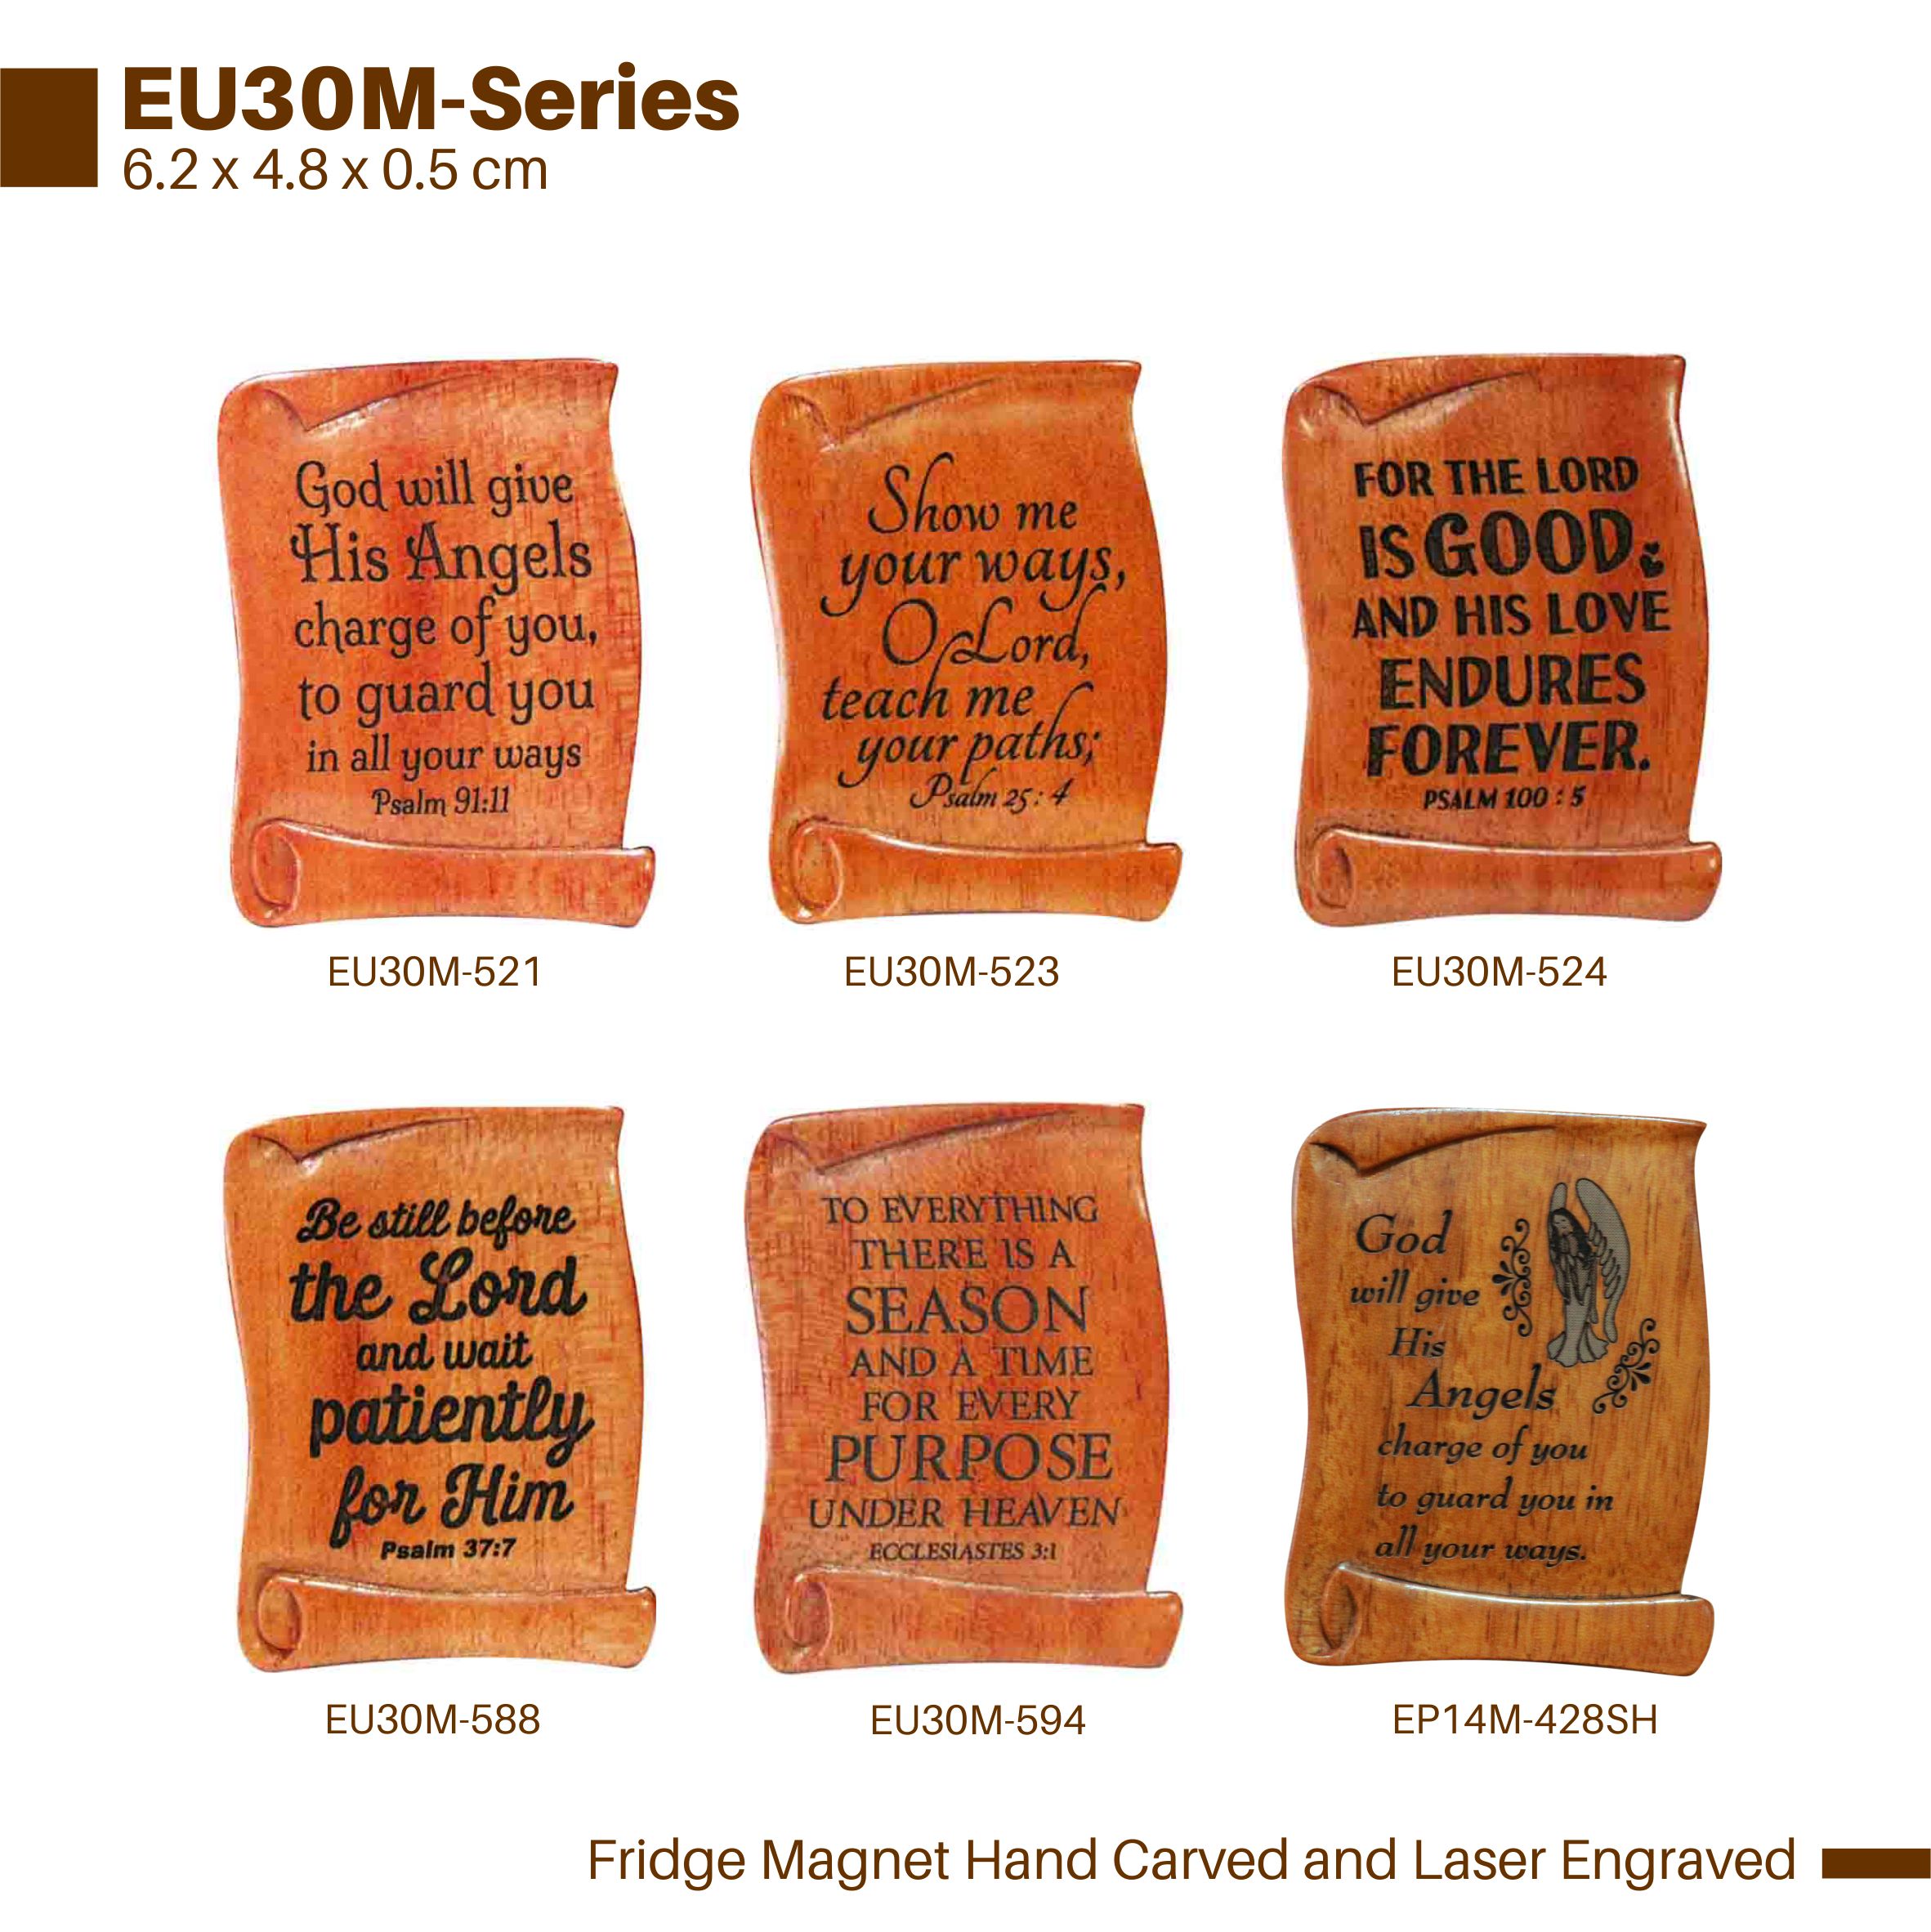 EU30M-Series
6.2 x 4.8 x 0.5 cm
God will give
His Angels
charge of you,
to guard you
in all your ways
Psalm 91:11
EU30M-521
Show me
your ways,
O Lord,
teach me
your paths;
Psalm 25: 4
EU30M-523
FOR THE LORD
IS GOOD
AND HIS LOVE
ENDURES
FOREVER.
PSALM 100 : 5
EU30M-524
Be still before
the Lord
and wait
patiently
for Him
Psalm 37:7
EU30M-588
TO EVERYTHING
THERE IS A
SEASON
AND A TIME
FOR EVERY
PURPOSE
UNDER HEAVEN
ECCLESIASTES 3:1
EU30M-594
God
will give
His
Angels
charge of you
to guard you in
all your ways.
EP14M-428SH
Fridge Magnet Hand Carved and Laser Engraved